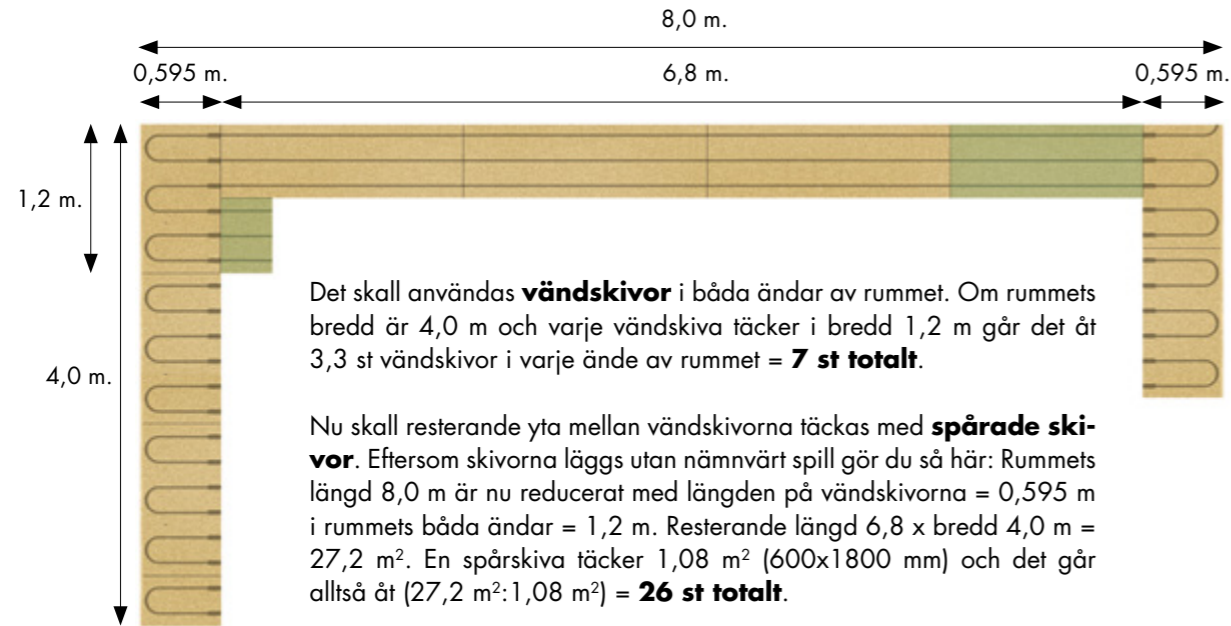 8,0 m.
0,595 m.
6,8 m.
0,595 m.
1,2 m.
4,0 m.
Det skall användas vändskivor i båda ändar av rummet. Om rummets
bredd är 4,0 m och varje vändskiva täcker i bredd 1,2 m går det åt
3,3 st vändskivor i varje ände av rummet = 7 st totalt.
Nu skall resterande yta mellan vändskivorna täckas med spårade ski-
vor. Eftersom skivorna läggs utan nämnvärt spill gör du så här: Rummets
längd 8,0 m är nu reducerat med längden på vändskivorna = 0,595 m
i rummets båda ändar = 1,2 m. Resterande längd 6,8 x bredd 4,0 m =
27,2 m². En spårskiva täcker 1,08 m² (600x1800 mm) och det går
alltså åt (27,2 m²:1,08 m²) = 26 st totalt.